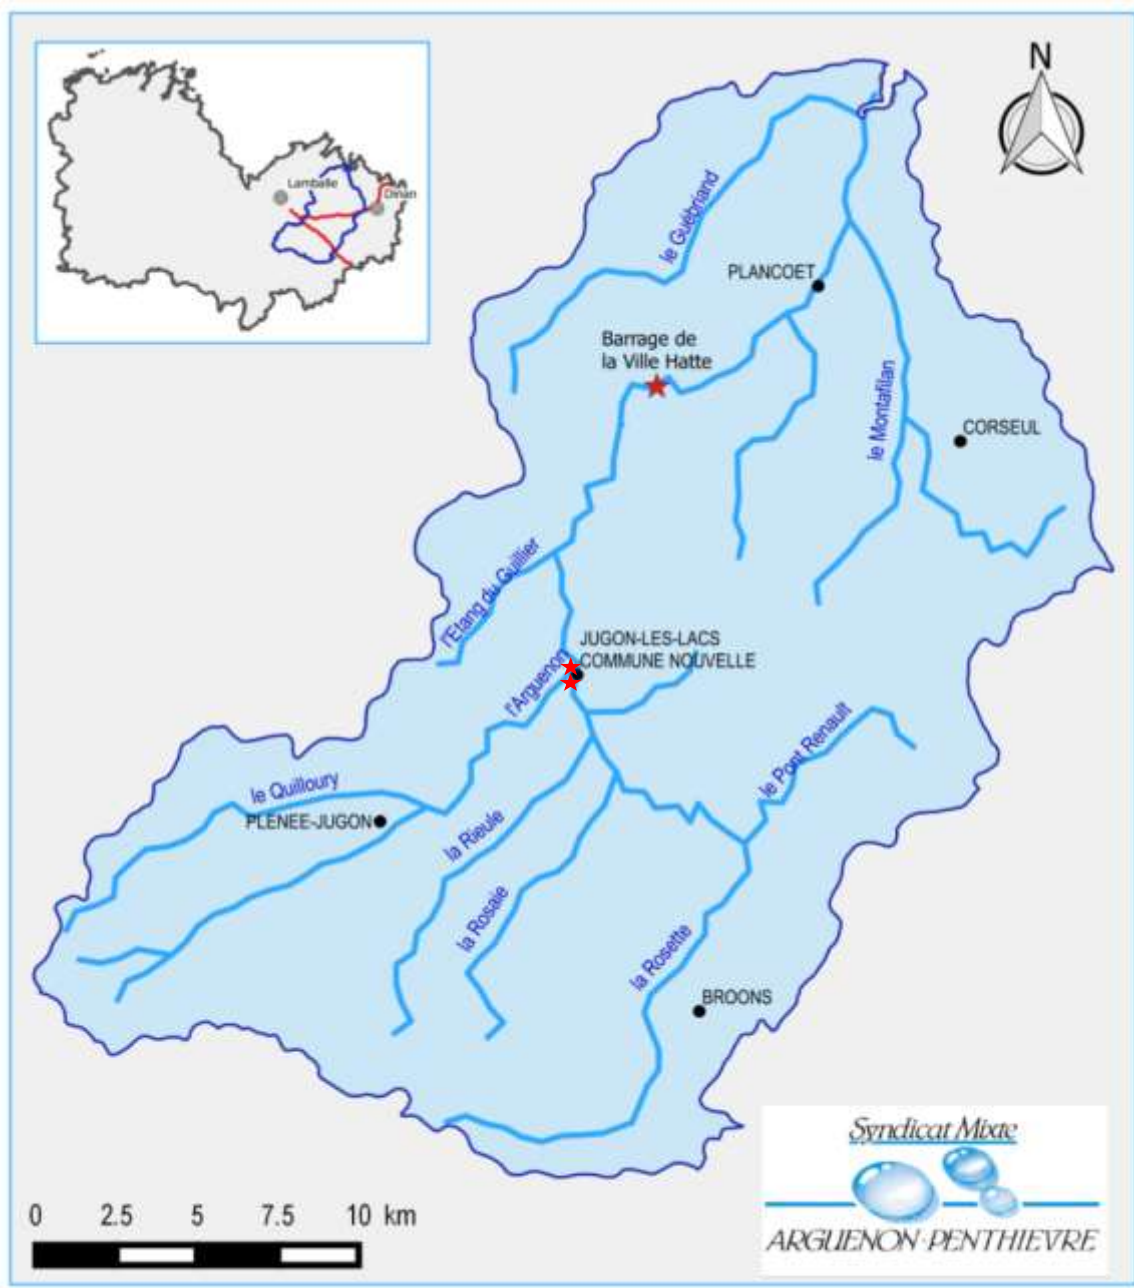 N
Lamballe
Dinan
le Guébriand
PLANCOET
Barrage de
la Ville Hatte
le Montafilan
CORSEUL
l'Etang du Guillier
JUGON-LES-LACS
COMMUNE NOUVELLE
l'Arguenon
le Pont Renault
le Quilloury
PLENEE-JUGON
la Rieule
la Rosaie
la Rosette
BROONS
Syndicat Mixte
ARGUENON-PENTHIEVRE
0 2.5 5 7.5 10 km